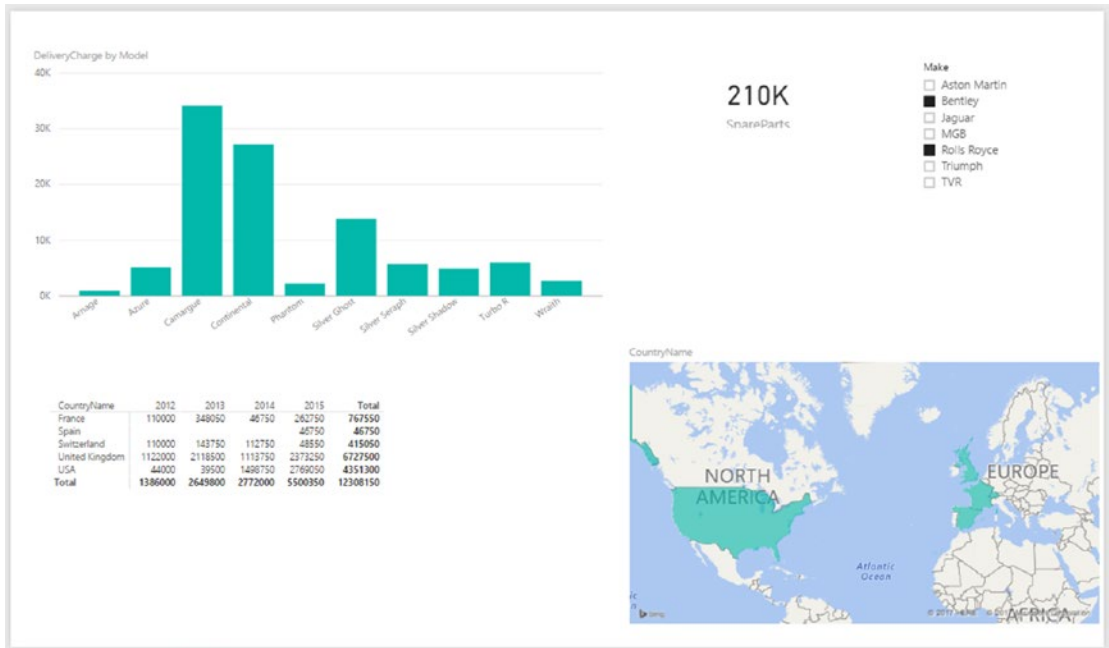 DeliveryCharge by Model
40K
30K
20K
10K
0K
Arnage
Azure
Camargue
Continental
Phantom
Silver Ghost
Silver Seraph
Silver Shadow
Turbo R
Wraith
210K
SpareParts
Make
Aston Martin
Bentley
Jaguar
MGB
Rolls Royce
Triumph
TVR
CountryName 2012 2013 2014 2015 Total
France 110000 348050 46750 262750 767550
Spain 46750 46750
Switzerland 110000 143750 112750 48550 415050
United Kingdom 1122000 2118500 1113750 2373250 6727500
USA 44000 39500 1498750 2769050 4351300
Total 1386000 2649800 2772000 5500350 12308150
CountryName
NORTH
AMERICA
EUROPE
Atlantic
Ocean
AFRICA
bing